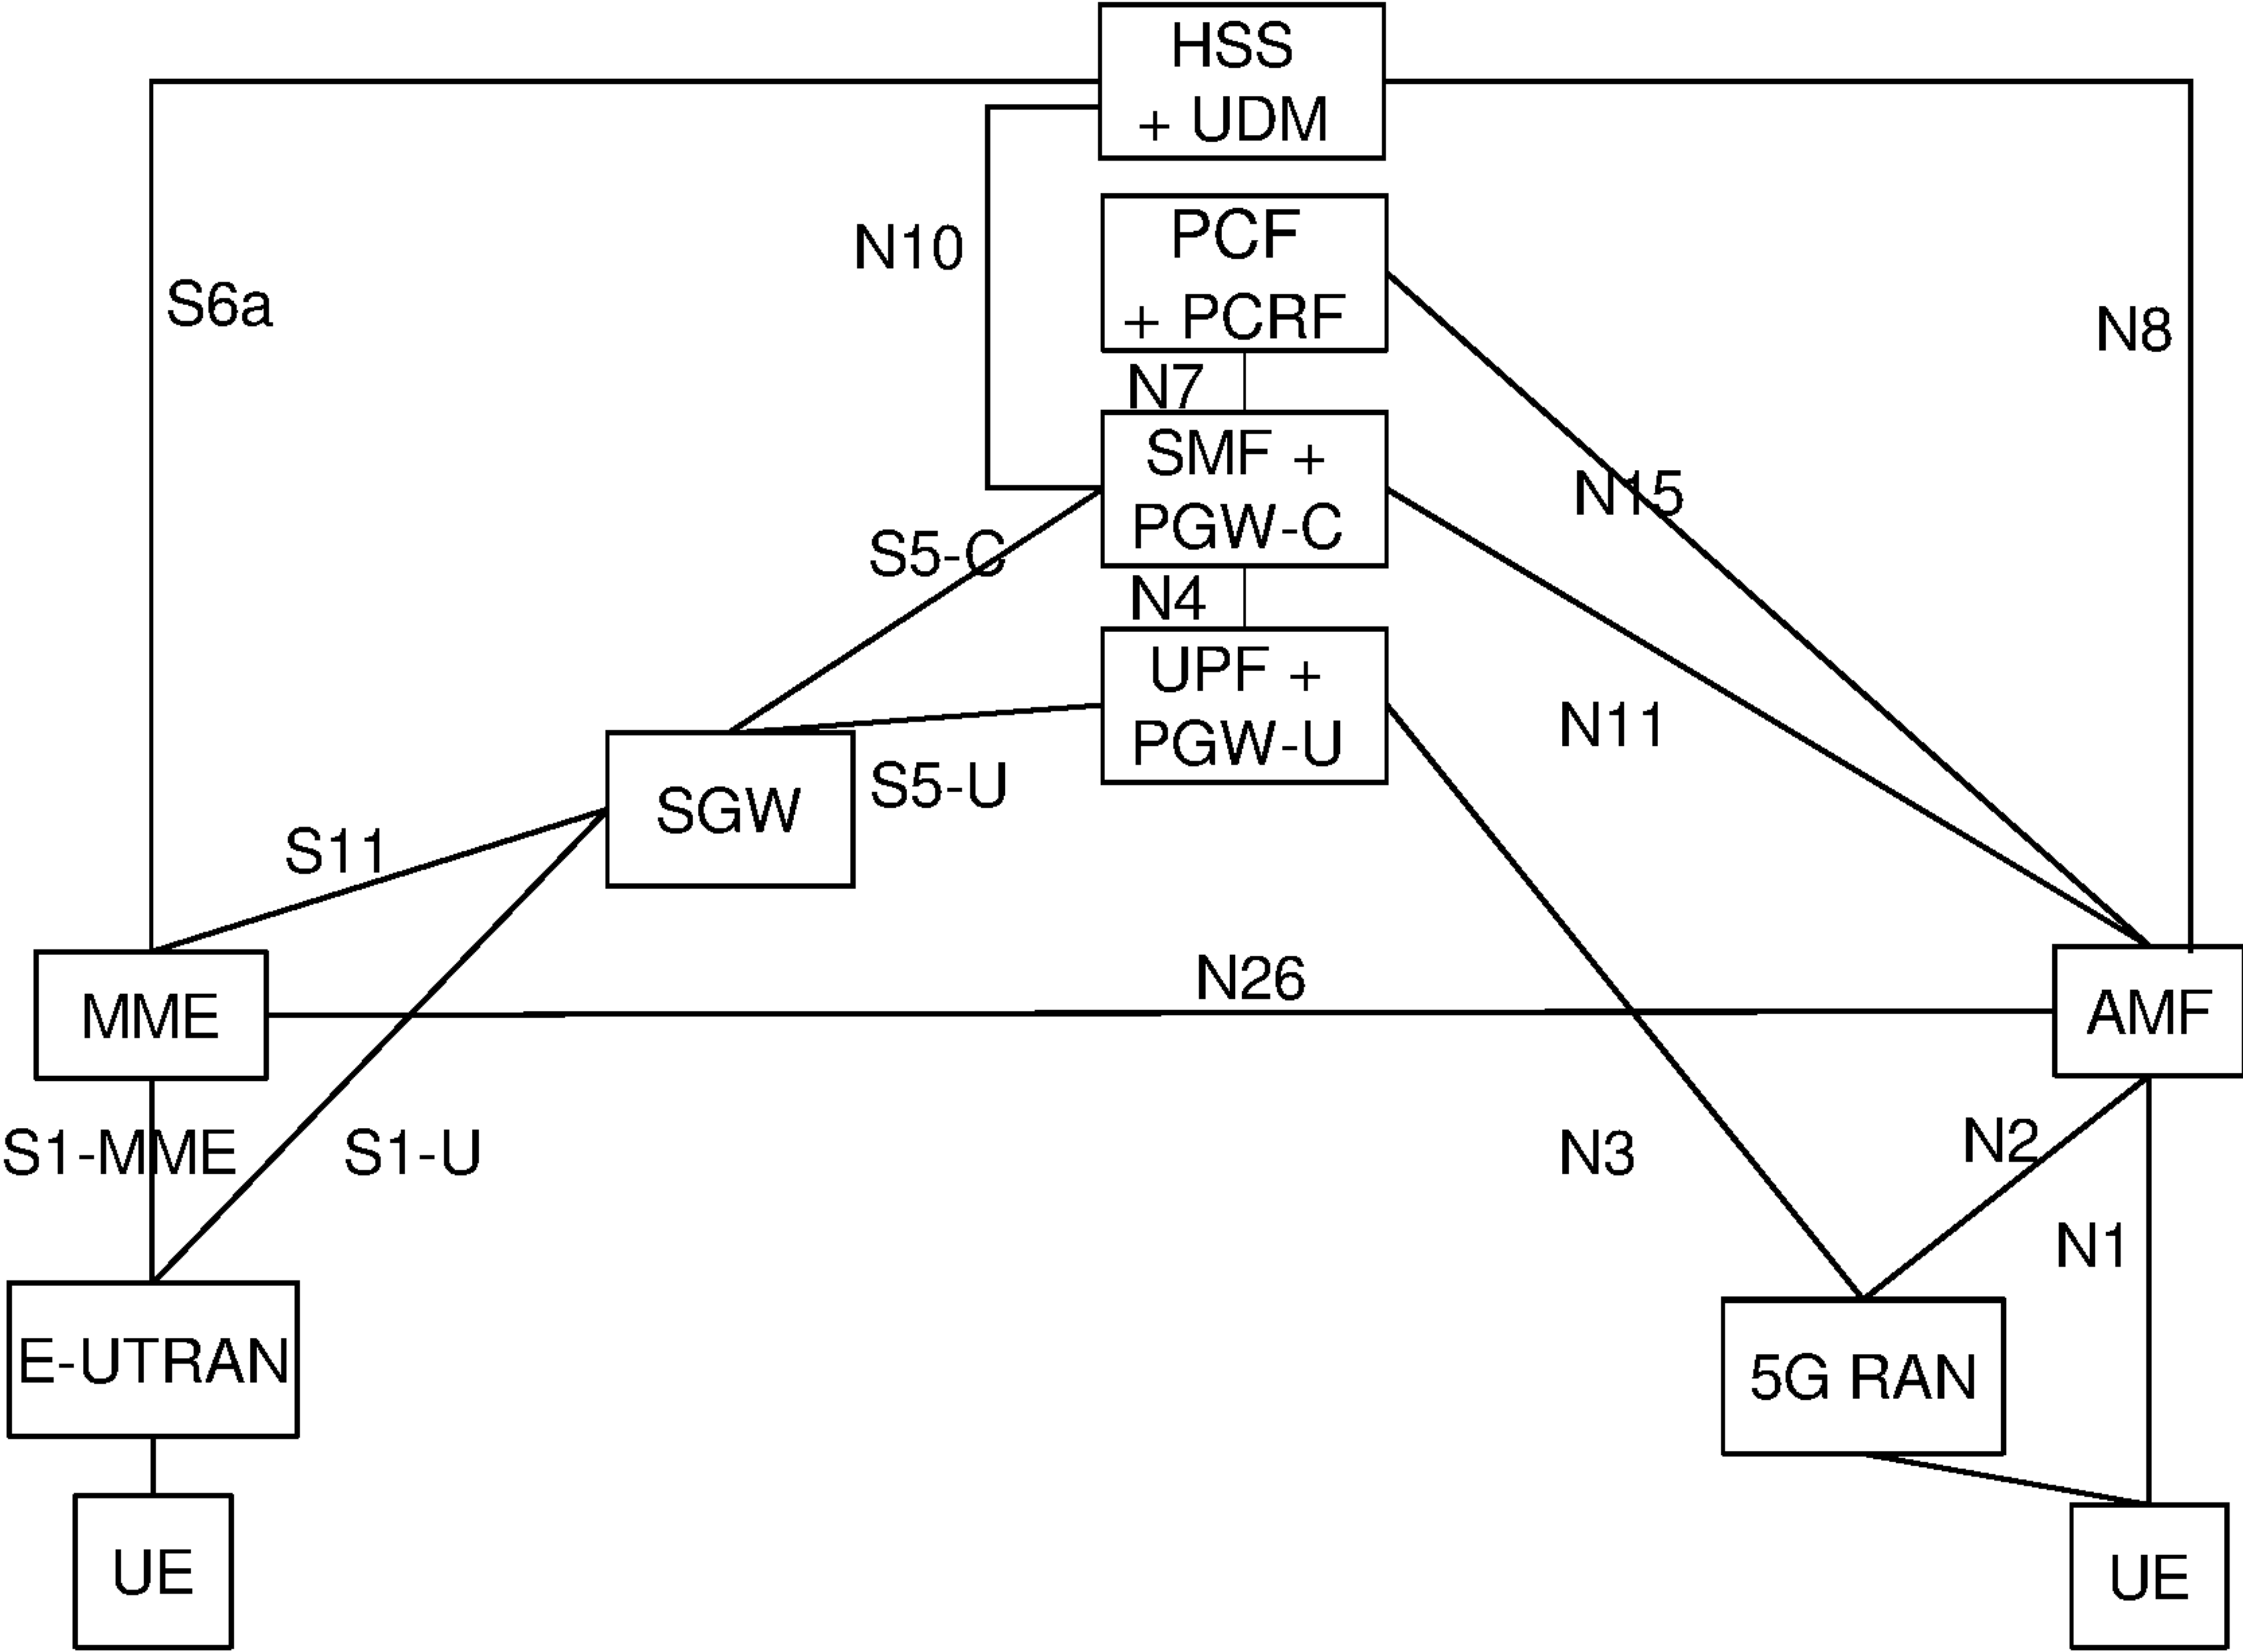 HSS
+ UDM
PCF
+ PCRF
N10
S6a
N8
N7
SMF +
PGW-C
N15
S5-C
N4
UPF +
PGW-U
N11
S5-U
SGW
S11
N26
MME
AMF
S1-MME
S1-U
N3
N2
N1
E-UTRAN
5G RAN
UE
UE